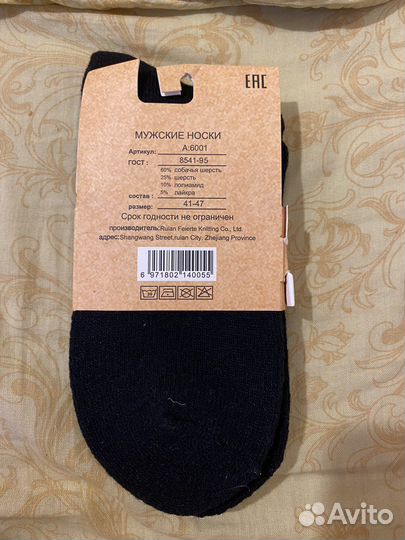 EAC
МУЖСКИЕ НОСКИ
Артикул: A:6001
ГОСТ: 8541-95
60% собачья шерсть
25% шерсть
10% полиамид
состав: 5% лайкра
размер: 41-47
Срок годности не ограничен
производитель:Ruian Feierte Knitting Co., Ltd.
адрес:Shangwang Street,ruian City, Zhejiang Province
6 971802 140055
Avito